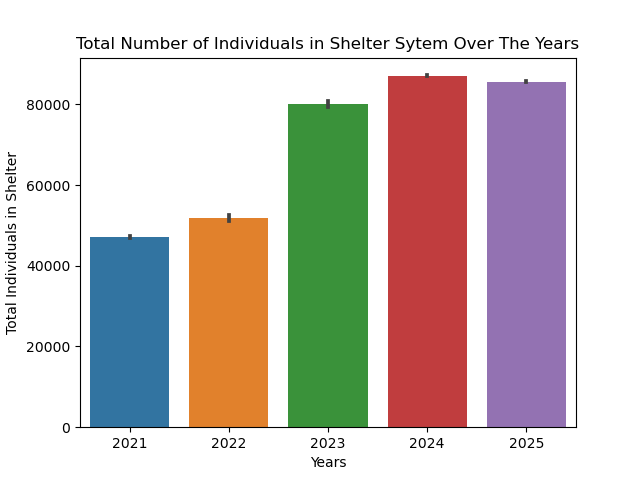 Total Number of Individuals in Shelter Sytem Over The Years
Total Individuals in Shelter
80000
60000
40000
20000
0
2021 2022 2023 2024 2025
Years